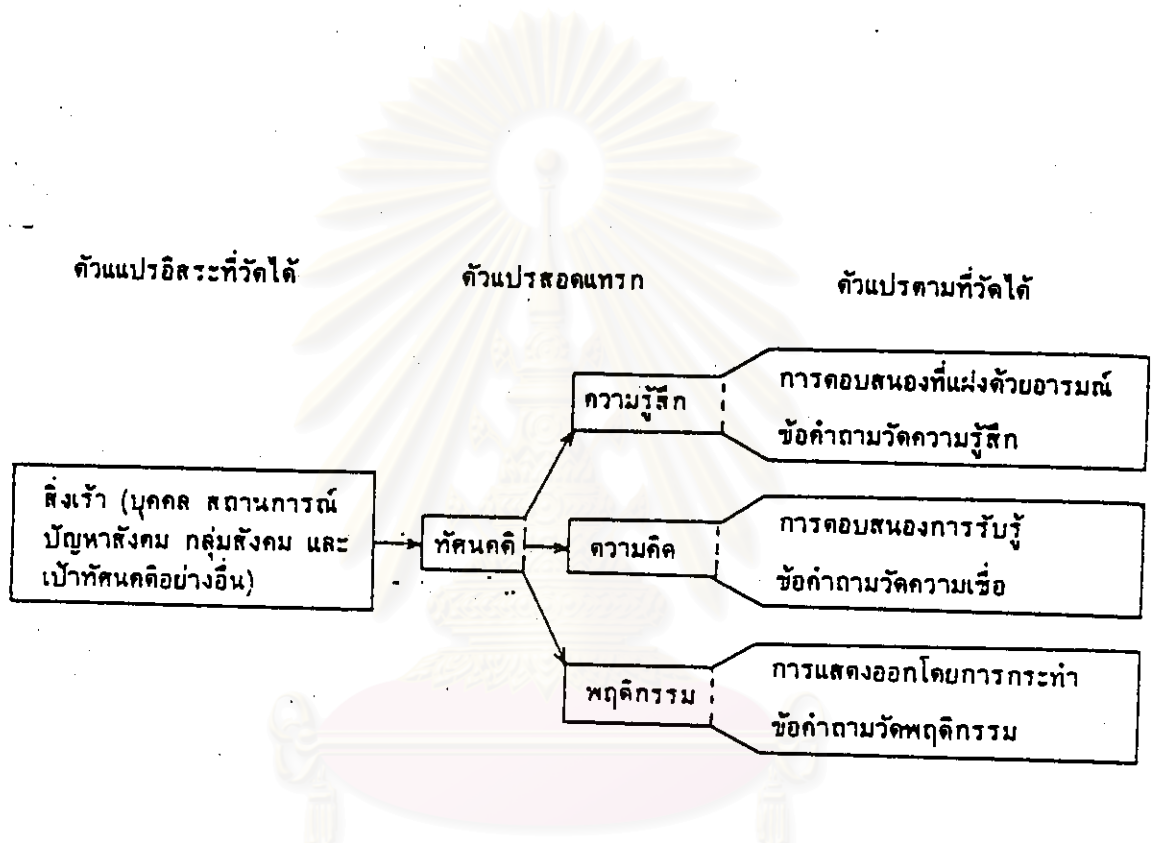 ตัวแแปรอิสระที่วัดได้
ตัวแปรสอดแทรก
ตัวแปรตามที่วัดได้
สิ่งเร้า (บุคคล สถานการณ์
ปัญหาสังคม กลุ่มสังคม และ
เป้าทัศนคติอย่างอื่น)
ทัศนคติ
ความรู้สึก
การตอบสนองที่แฝงด้วยอารมณ์
ข้อคำถามวัดความรู้สึก
ความคิด
การตอบสนองการรับรู้
ข้อคำถามวัดความเชื่อ
พฤติกรรม
การแสดงออกโดยการกระทำ
ข้อคำถามวัดพฤติกรรม